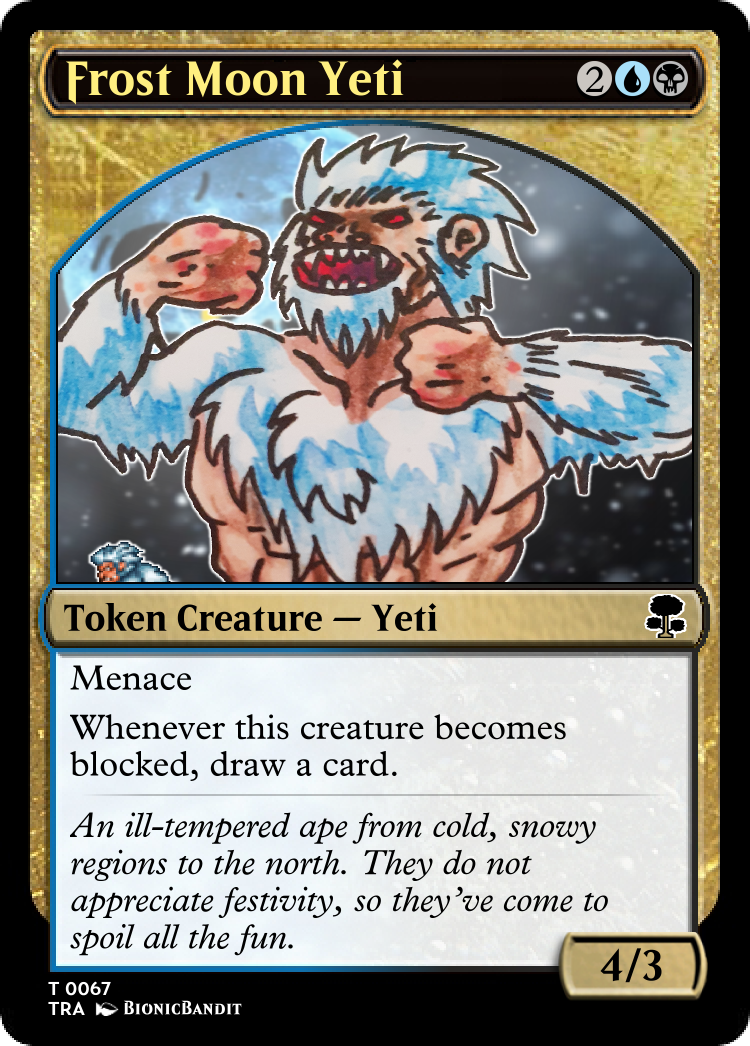 Frost Moon Yeti 2
Token Creature — Yeti
Menace
Whenever this creature becomes
blocked, draw a card.
An ill-tempered ape from cold, snowy
regions to the north. They do not
appreciate festivity, so they've come to
spoil all the fun.
4/3
T 0067
TRA BionicBandit